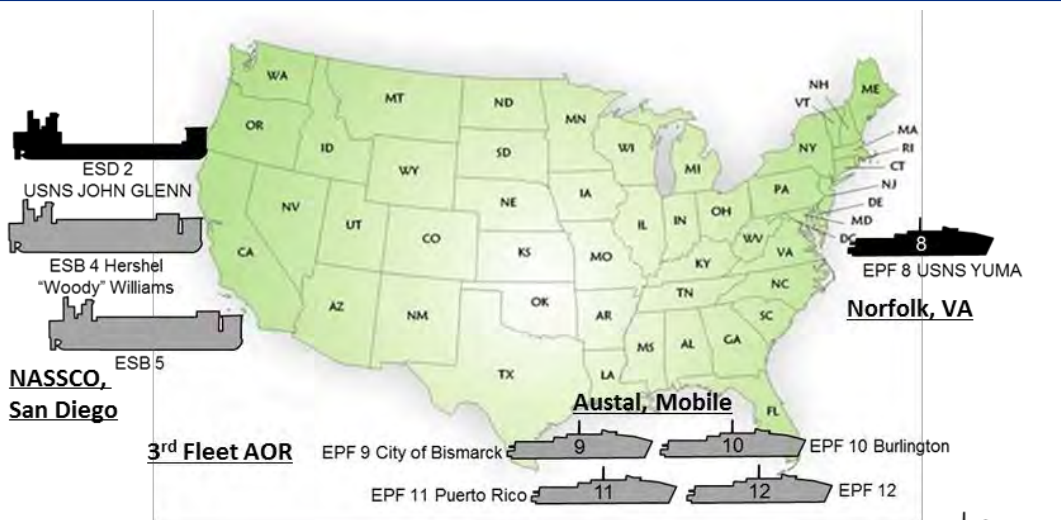 WA
MT
ND
MN
OR
ID
WY
SD
WI
MI
NY
VT
NH
ME
MA
RI
CT
NJ
DE
MD
DC
PA
NV
UT
CO
NE
IA
IL
IN
OH
WV
VA
CA
KS
MO
KY
NC
AZ
NM
OK
AR
TN
SC
TX
LA
MS
AL
GA
FL
ESD 2
USNS JOHN GLENN
ESB 4 Hershel
“Woody” Williams
ESB 5
NASSCO,
San Diego
3rd Fleet AOR
8
EPF 8 USNS YUMA
Norfolk, VA
Austal, Mobile
EPF 9 City of Bismarck
9
10
EPF 10 Burlington
EPF 11 Puerto Rico
11
12
EPF 12